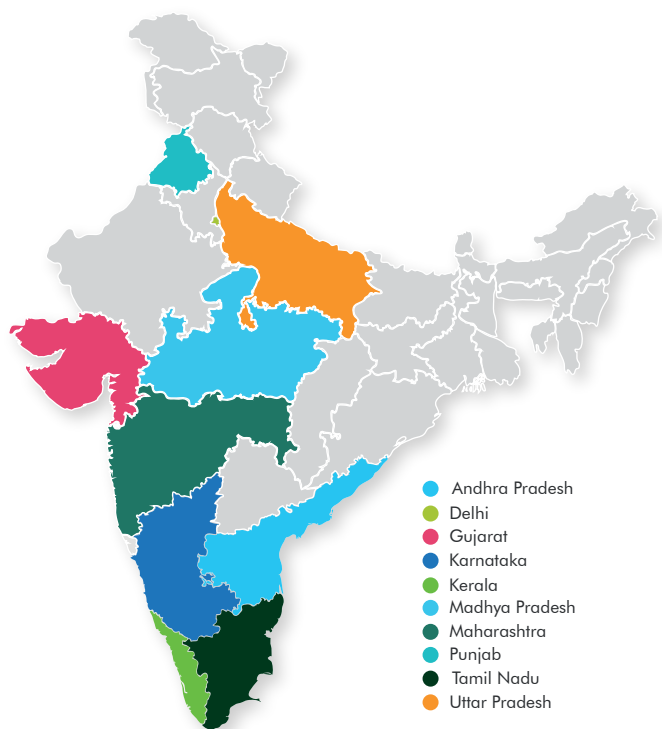 Andhra Pradesh
Delhi
Gujarat
Karnataka
Kerala
Madhya Pradesh
Maharashtra
Punjab
Tamil Nadu
Uttar Pradesh